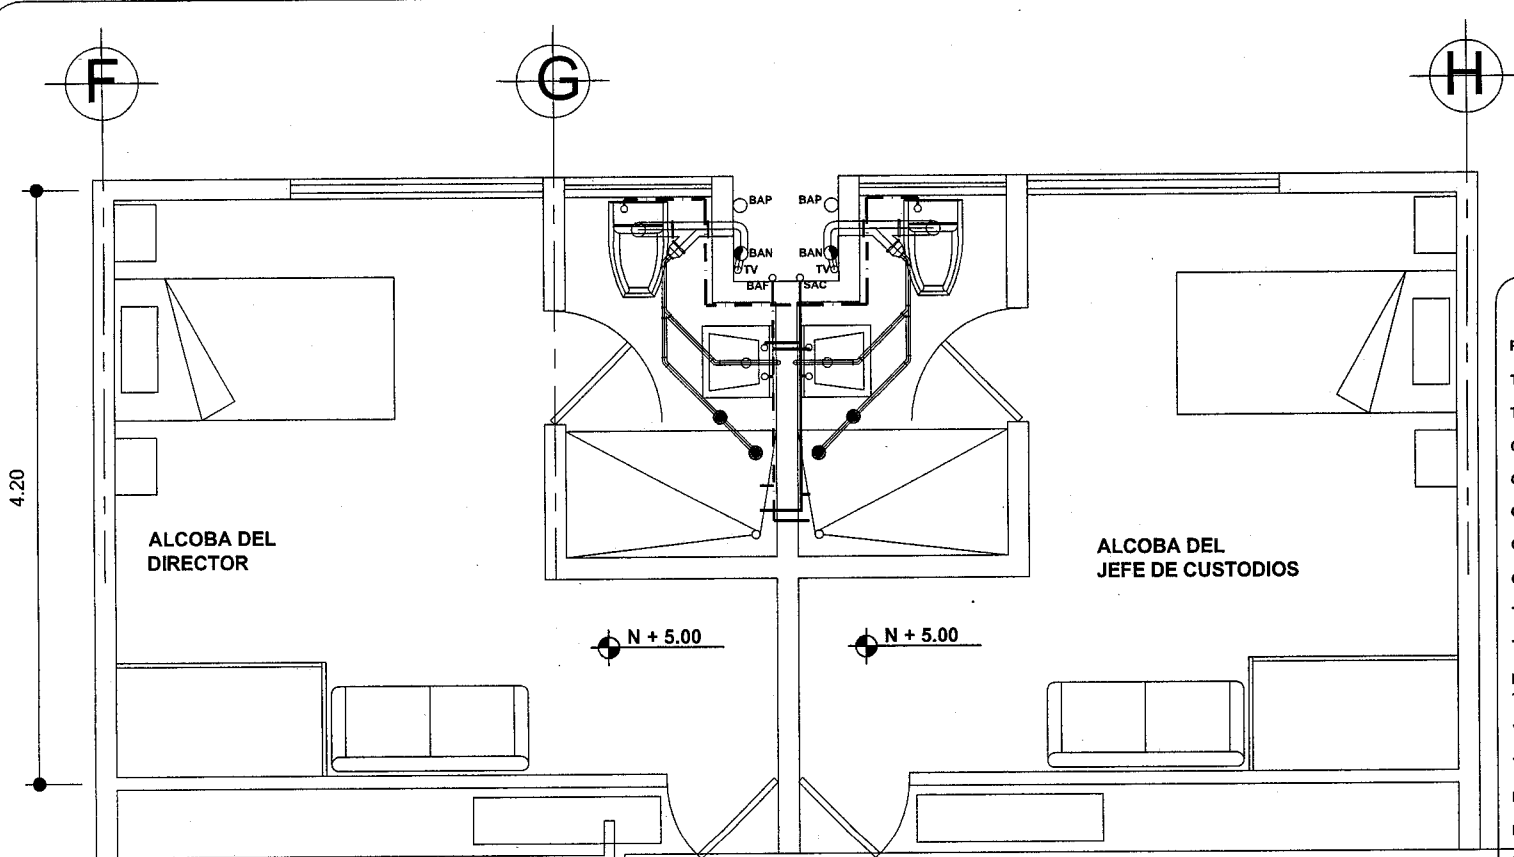 F
G
H
BAP
BAP
BAN
BAN
TV
TV
BAF
SAC
4.20
ALCOBA DEL
DIRECTOR
ALCOBA DEL
JEFE DE CUSTODIOS
N + 5.00
N + 5.00